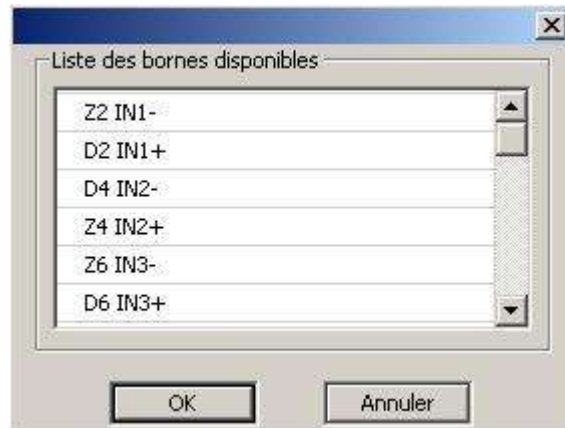 Liste des bornes disponibles
Z2 IN1-
D2 IN1+
D4 IN2-
Z4 IN2+
Z6 IN3-
D6 IN3+
OK
Annuler